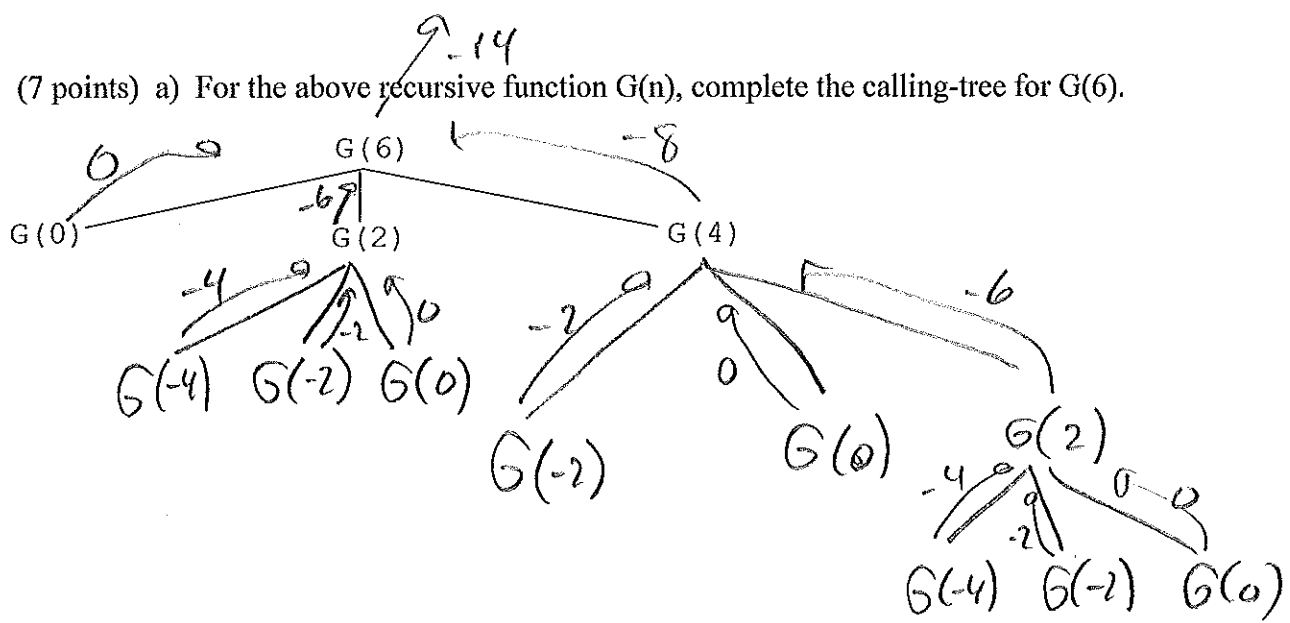 -14
(7 points) a) For the above recursive function G(n), complete the calling-tree for G(6).
0 G(6) -8
-6
G(0) G(2) G(4)
-4 -2 0 -2 0 -6
G(-4) G(-2) G(0)
G(-2) G(0) G(2)
-4 -2 0
G(-4) G(-2) G(0)